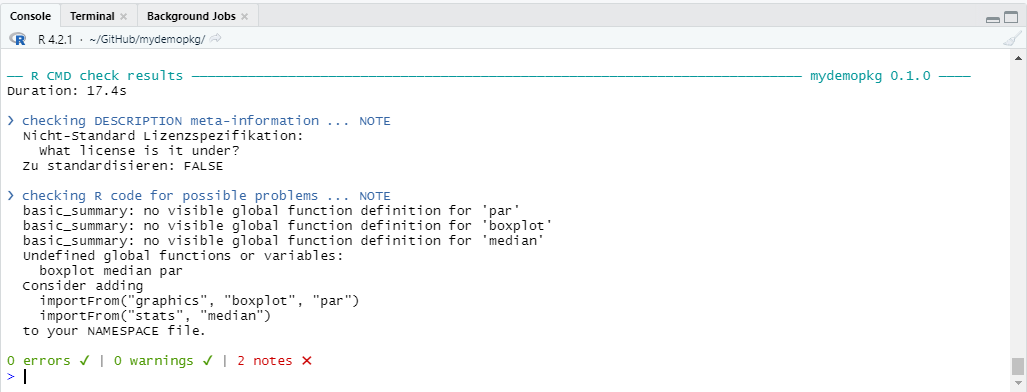 Console Terminal Background Jobs
R 4.2.1 · ~/GitHub/mydemopkg/
── R CMD check results ──────────────────────────────── mydemopkg 0.1.0 ────
Duration: 17.4s
❯ checking DESCRIPTION meta-information ... NOTE
Nicht-Standard Lizenzspezifikation:
What license is it under?
Zu standardisieren: FALSE
❯ checking R code for possible problems ... NOTE
basic_summary: no visible global function definition for 'par'
basic_summary: no visible global function definition for 'boxplot'
basic_summary: no visible global function definition for 'median'
Undefined global functions or variables:
boxplot median par
Consider adding
importFrom("graphics", "boxplot", "par")
importFrom("stats", "median")
to your NAMESPACE file.
0 errors ✔ | 0 warnings ✔ | 2 notes ✖
>